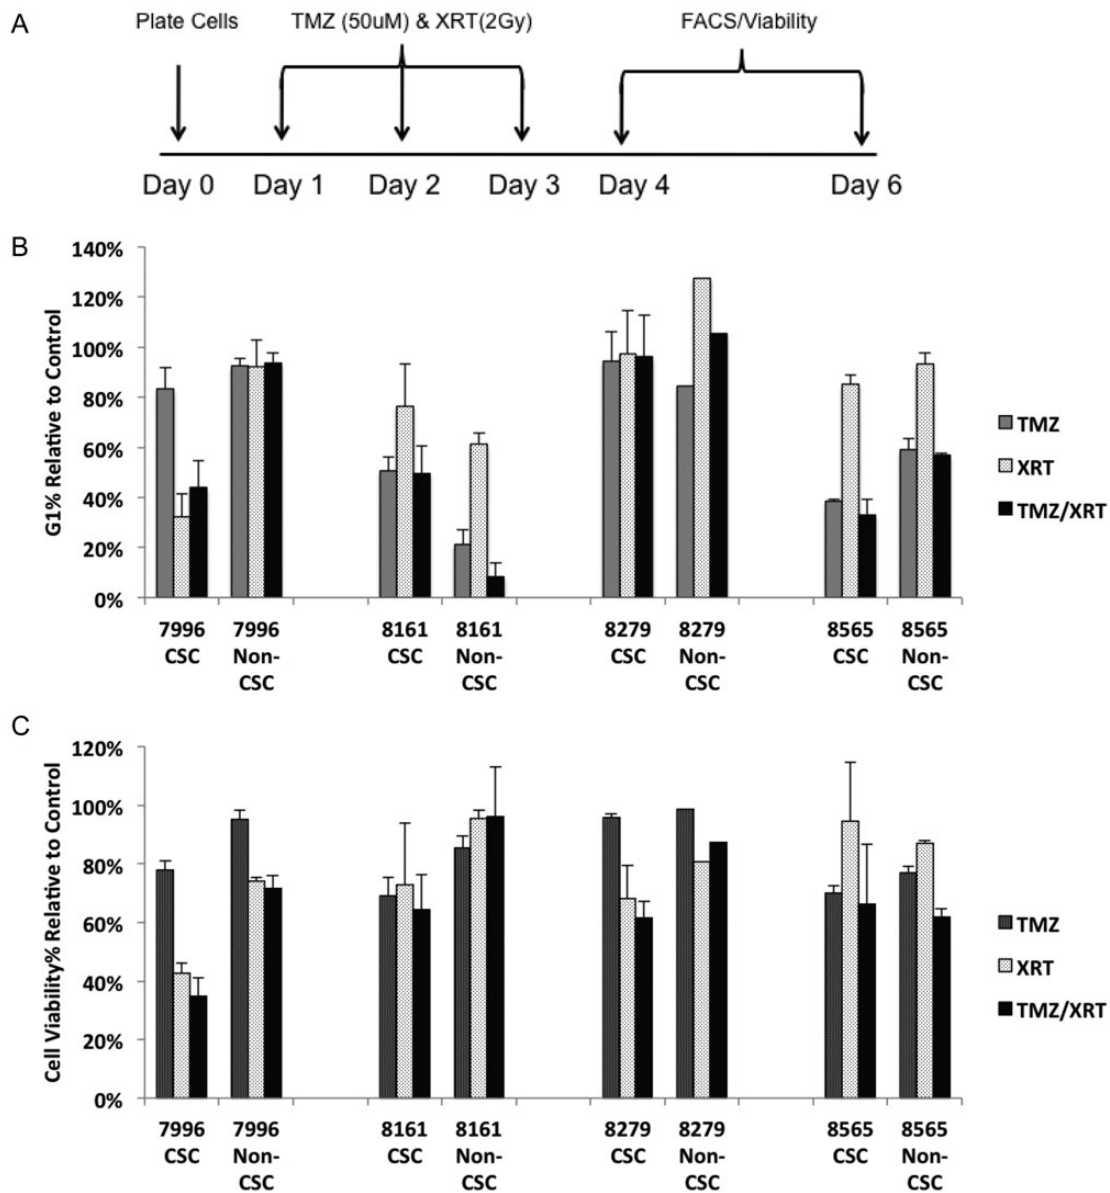 A
Plate Cells TMZ (50uM) & XRT(2Gy) FACS/Viability
Day 0 Day 1 Day 2 Day 3 Day 4 Day 6
B
G1% Relative to Control
140%
120%
100%
80%
60%
40%
20%
0%
7996 7996 8161 8161 8279 8279 8565 8565
CSC Non- CSC Non- CSC Non- CSC Non-
CSC CSC CSC CSC
TMZ
XRT
TMZ/XRT
C
Cell Viability% Relative to Control
120%
100%
80%
60%
40%
20%
0%
7996 7996 8161 8161 8279 8279 8565 8565
CSC Non- CSC Non- CSC Non- CSC Non-
CSC CSC CSC CSC
TMZ
XRT
TMZ/XRT